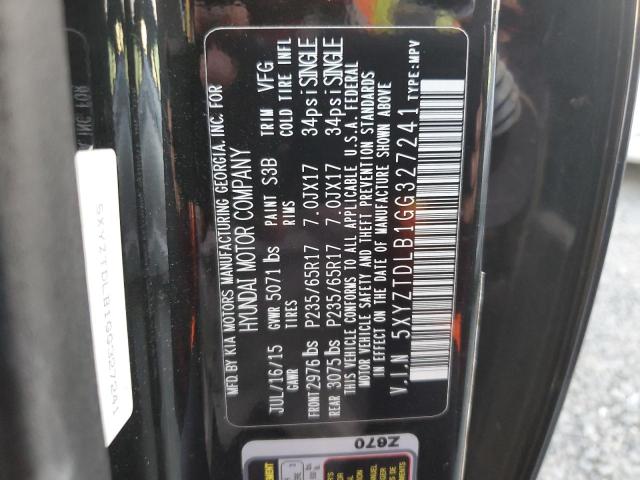 MFD. BY KIA MOTORS MANUFACTURING GEORGIA, INC. FOR
HYUNDAI MOTOR COMPANY
JUL/16/15 GVWR 5071 lbs PAINT S3B TRIM VFG
GAWR TIRES RIMS COLD TIRE INFL
FRONT 2976 lbs P235/65R17 7.0JX17 34psi SINGLE
REAR 3075 lbs P235/65R17 7.0JX17 34psi SINGLE
THIS VEHICLE CONFORMS TO ALL APPLICABLE U.S.A. FEDERAL
MOTOR VEHICLE SAFETY AND THEFT PREVENTION STANDARDS
IN EFFECT ON THE DATE OF MANUFACTURE SHOWN ABOVE
V.I.N 5XYZTDLB1GG327241 TYPE:MPV
5XYZTDLB1GG327241
INC FOR
Z670